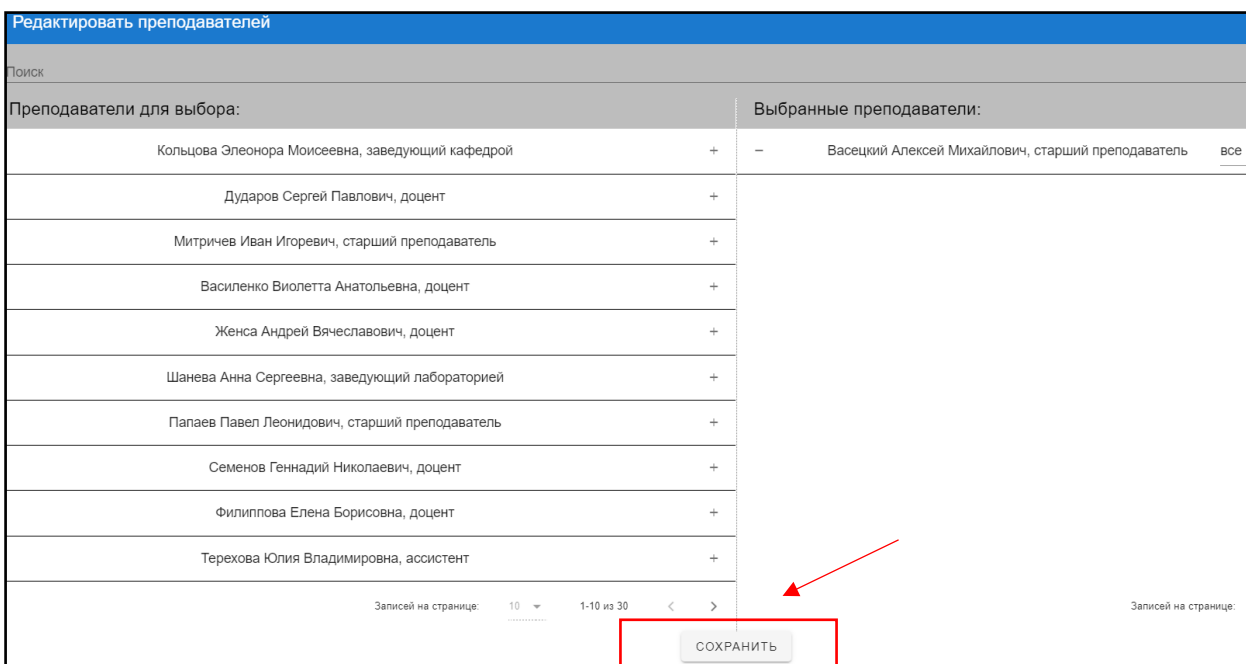 Редактировать преподавателей
Поиск
Преподаватели для выбора:
Выбранные преподаватели:
Кольцова Элеонора Моисеевна, заведующий кафедрой +
− Васецкий Алексей Михайлович, старший преподаватель все
Дударов Сергей Павлович, доцент +
Митричев Иван Игоревич, старший преподаватель +
Василенко Виолетта Анатольевна, доцент +
Женса Андрей Вячеславович, доцент +
Шанева Анна Сергеевна, заведующий лабораторией +
Папаев Павел Леонидович, старший преподаватель +
Семенов Геннадий Николаевич, доцент +
Филиппова Елена Борисовна, доцент +
Терехова Юлия Владимировна, ассистент +
Записей на странице: 10 1-10 из 30 < >
Записей на странице:
СОХРАНИТЬ